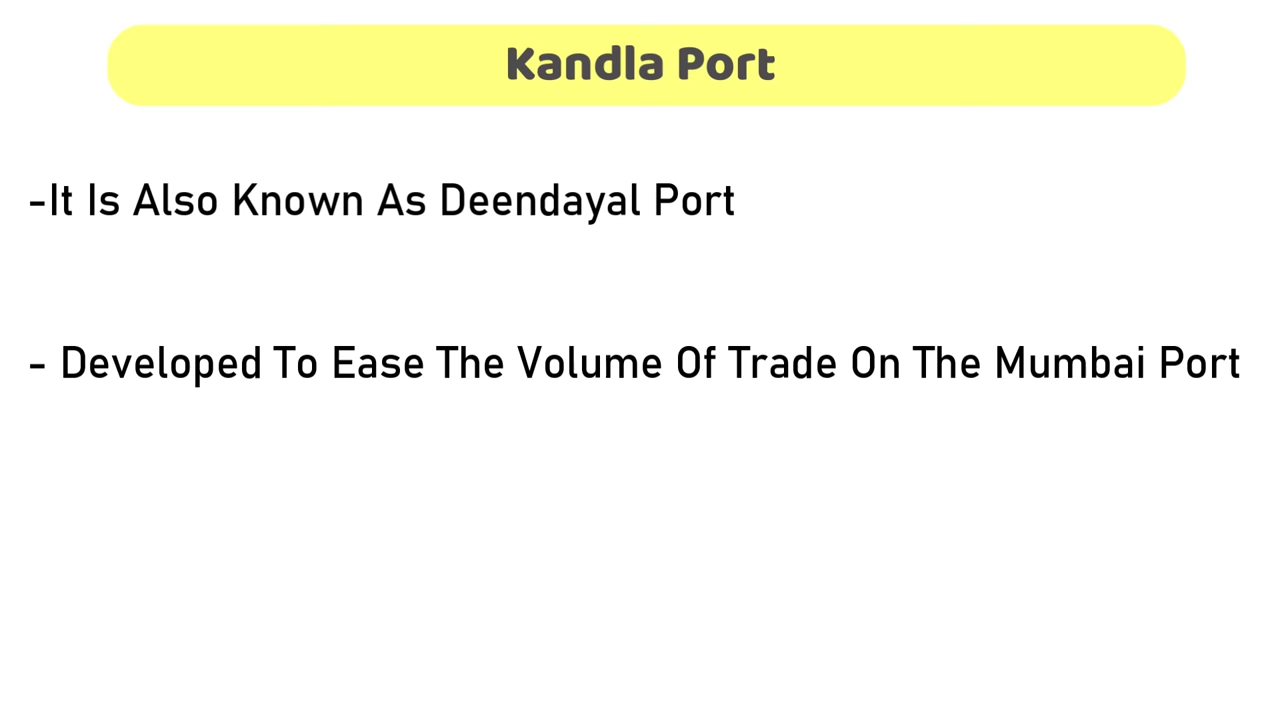 Kandla Port
-It Is Also Known As Deendayal Port
- Developed To Ease The Volume Of Trade On The Mumbai Port